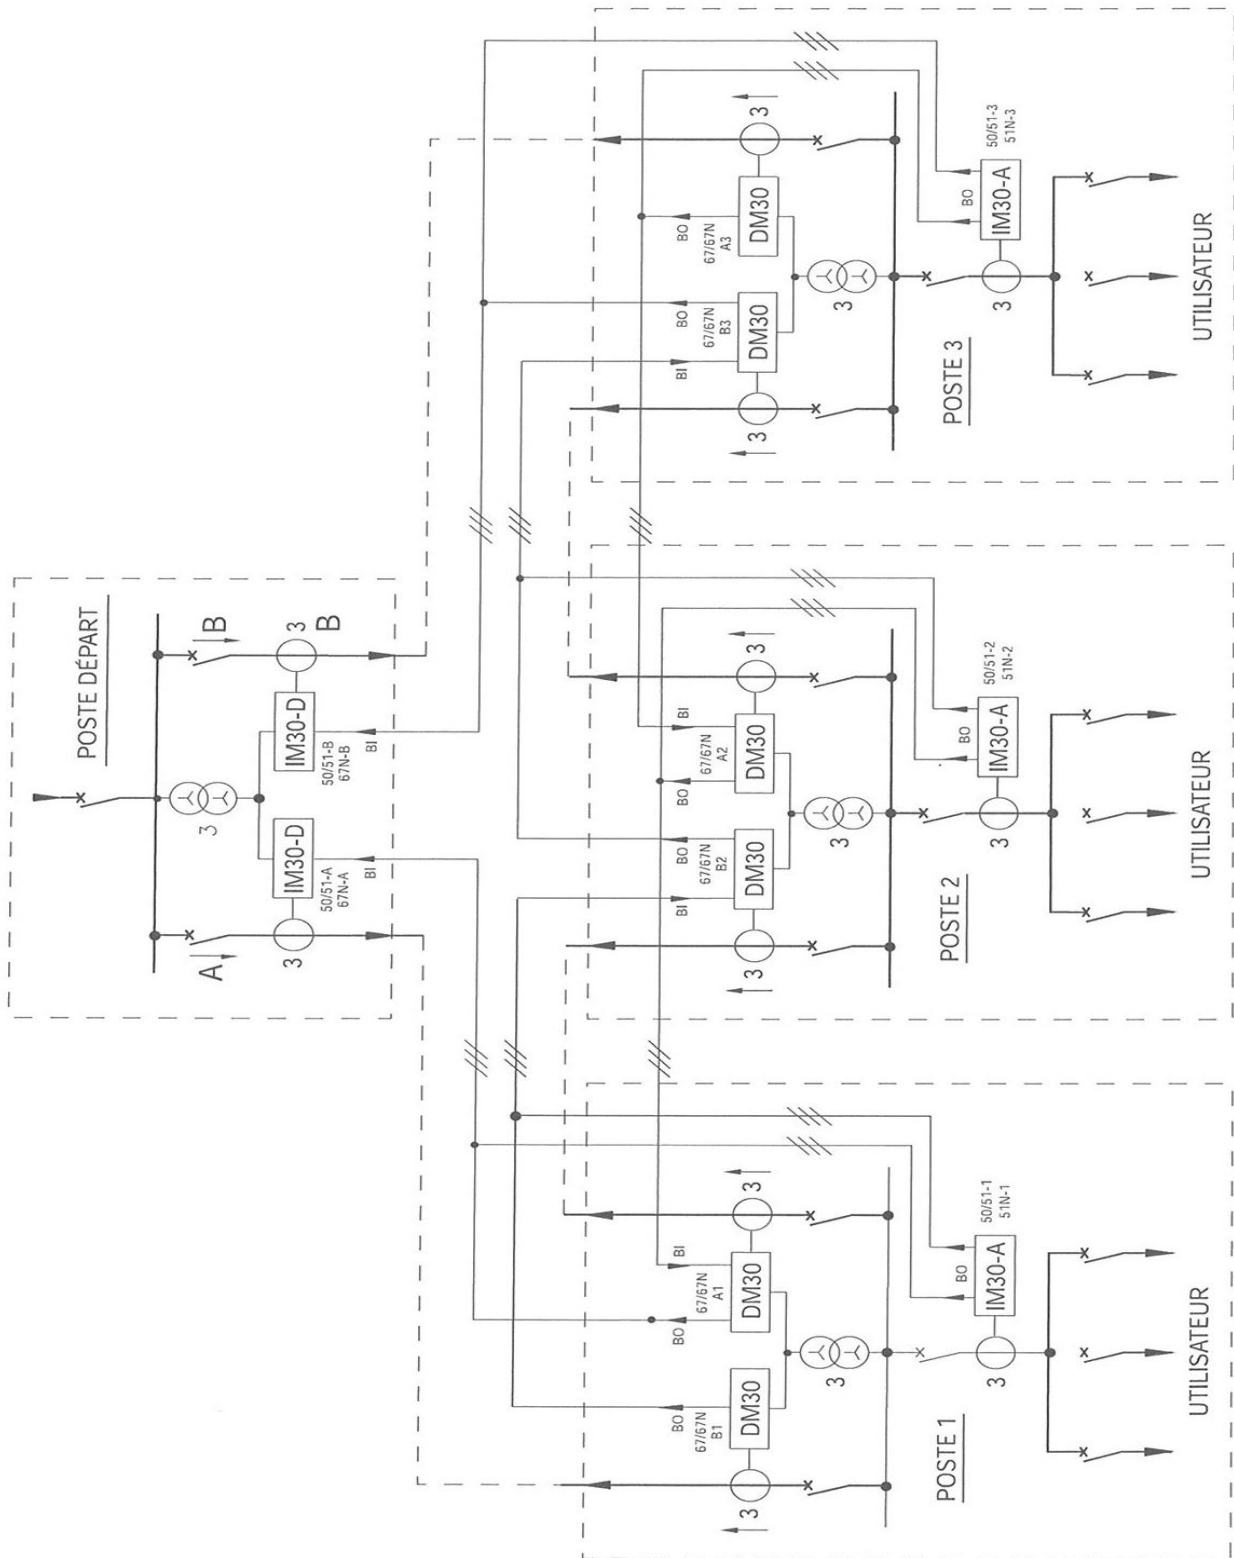 POSTE DÉPART
A
B
3
3
B
3
IM30-D
IM30-D
50/51-A
67N-A
50/51-B
67N-B
BI
BI
BO
67/67N
B1
BO
67/67N
A1
BI
DM30
DM30
3
3
3
POSTE 1
3
IM30-A
BO
50/51-1
51N-1
UTILISATEUR
BI
BO
67/67N
B2
BO
67/67N
A2
BI
DM30
DM30
3
3
3
POSTE 2
3
IM30-A
BO
50/51-2
51N-2
UTILISATEUR
BI
BO
67/67N
B3
BO
67/67N
A3
DM30
DM30
3
3
3
POSTE 3
3
IM30-A
BO
50/51-3
51N-3
UTILISATEUR